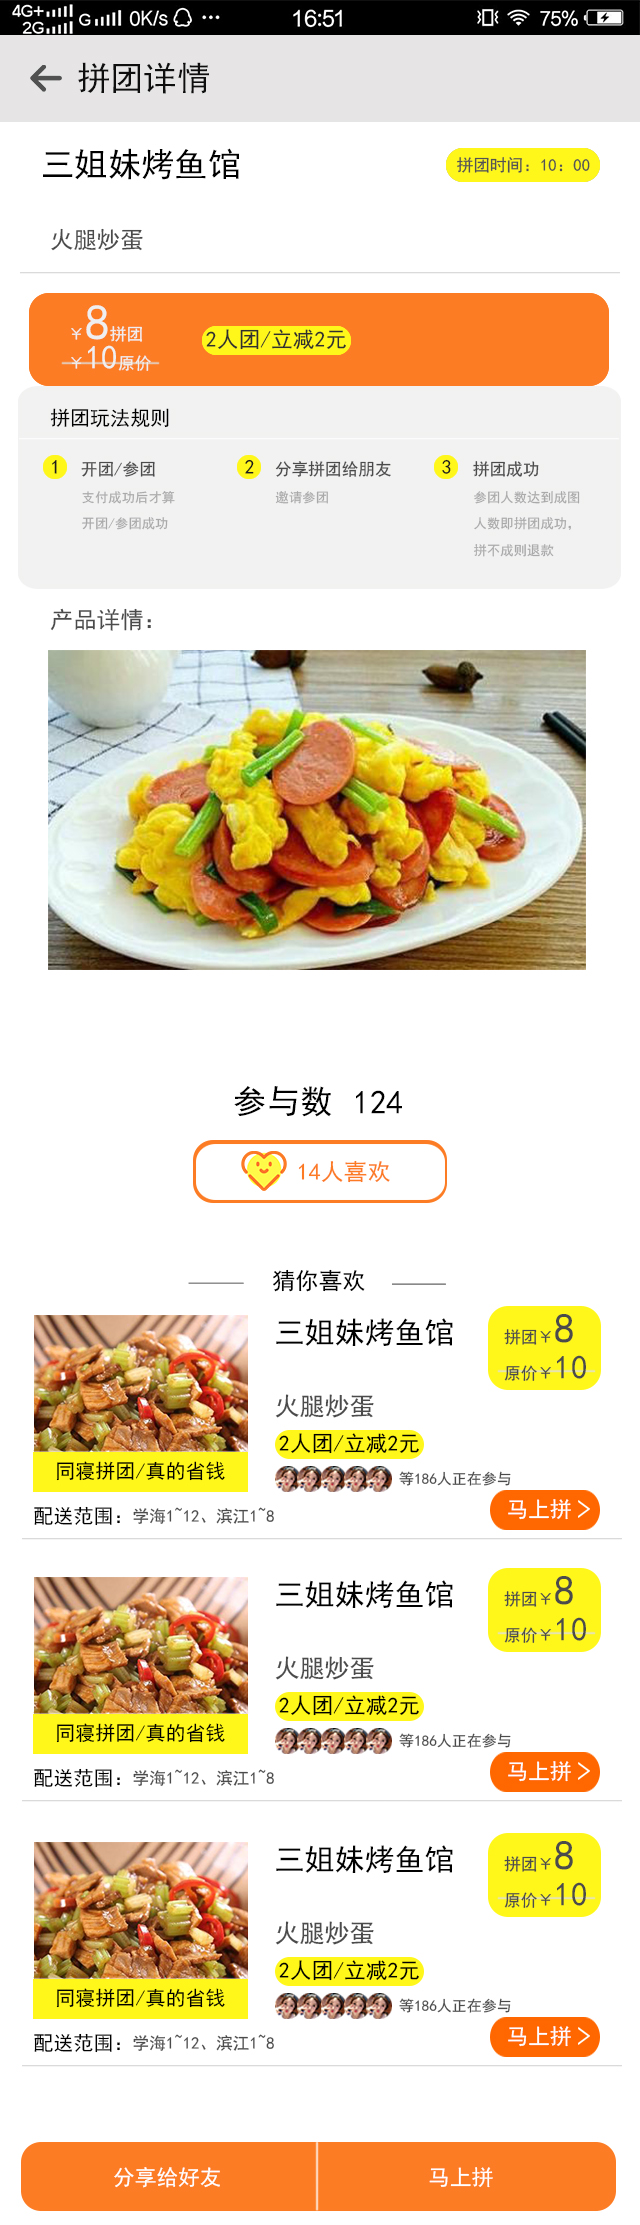 4G+ 2G G 0K/s ··· 16:51 75%
拼团详情
三姐妹烤鱼馆 拼团时间：10：00
火腿炒蛋
￥8拼团
￥10原价
2人团/立减2元
拼团玩法规则
1 开团/参团
支付成功后才算
开团/参团成功
2 分享拼团给朋友
邀请参团
3 拼团成功
参团人数达到成团
人数即拼团成功，
拼不成则退款
产品详情：
参与数 124
14人喜欢
猜你喜欢
三姐妹烤鱼馆
拼团￥8
原价￥10
火腿炒蛋
2人团/立减2元
同寝拼团/真的省钱
等186人正在参与
马上拼>
配送范围：学海1~12、滨江1~8
三姐妹烤鱼馆
拼团￥8
原价￥10
火腿炒蛋
2人团/立减2元
同寝拼团/真的省钱
等186人正在参与
马上拼>
配送范围：学海1~12、滨江1~8
三姐妹烤鱼馆
拼团￥8
原价￥10
火腿炒蛋
2人团/立减2元
同寝拼团/真的省钱
等186人正在参与
马上拼>
配送范围：学海1~12、滨江1~8
分享给好友 马上拼